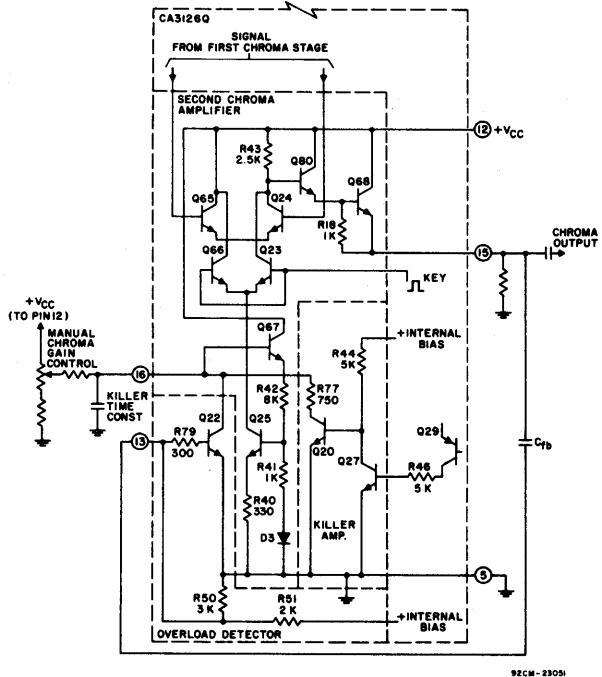 CA3126Q
SIGNAL
FROM FIRST CHROMA STAGE
SECOND CHROMA
AMPLIFIER
12
+VCC
R43
2.5K
Q80
Q68
Q65
Q24
R18
1K
Q66
Q23
15
CHROMA
OUTPUT
KEY
+VCC
(TO PIN12)
MANUAL
CHROMA
GAIN
CONTROL
Q67
+INTERNAL
BIAS
R44
5K
16
KILLER
TIME
CONST
R42
8K
R77
750
Q22
Q25
Q29
13
R79
300
Q20
Cfb
R41
1K
Q27
R46
5K
R40
330
D3
KILLER
AMP.
5
R50
3K
R51
2K
+INTERNAL
BIAS
OVERLOAD DETECTOR
92CM-23051